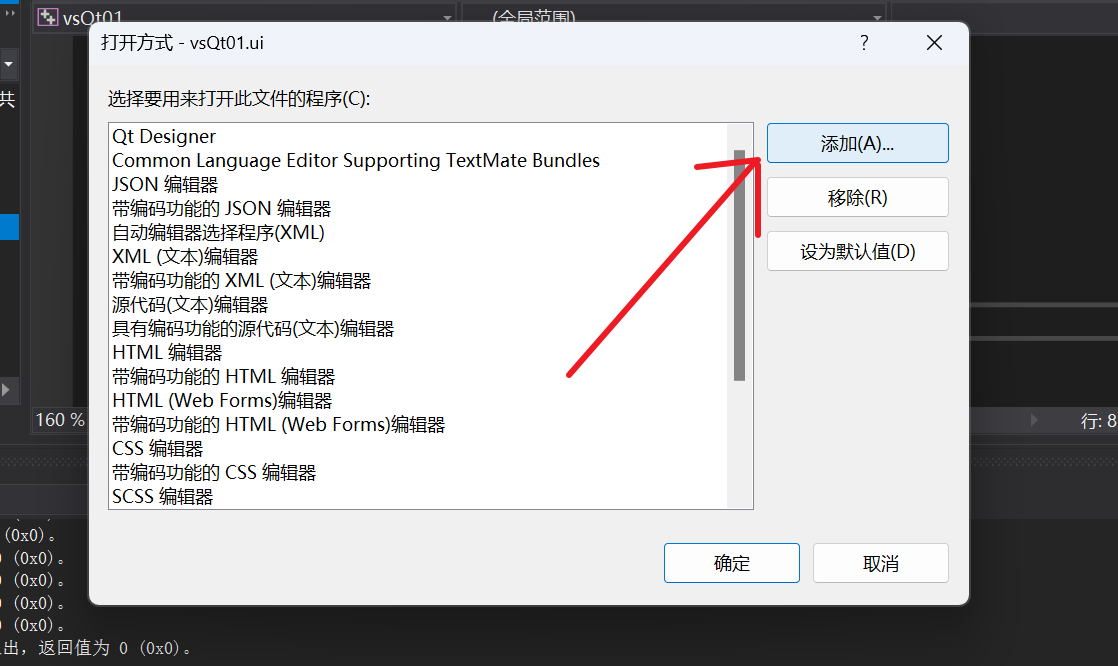 vsQt01
(全局范围)
打开方式 - vsQt01.ui
?
共
选择要用来打开此文件的程序(C):
Qt Designer
添加(A)...
Common Language Editor Supporting TextMate Bundles
JSON 编辑器
移除(R)
带编码功能的 JSON 编辑器
自动编辑器选择程序(XML)
设为默认值(D)
XML (文本)编辑器
带编码功能的 XML (文本)编辑器
源代码(文本)编辑器
具有编码功能的源代码(文本)编辑器
HTML 编辑器
带编码功能的 HTML 编辑器
HTML (Web Forms)编辑器
带编码功能的 HTML (Web Forms)编辑器
CSS 编辑器
带编码功能的 CSS 编辑器
SCSS 编辑器
160 %
行: 8
确定
取消
(0x0)。
(0x0)。
(0x0)。
(0x0)。
(0x0)。
出，返回值为 0 (0x0)。